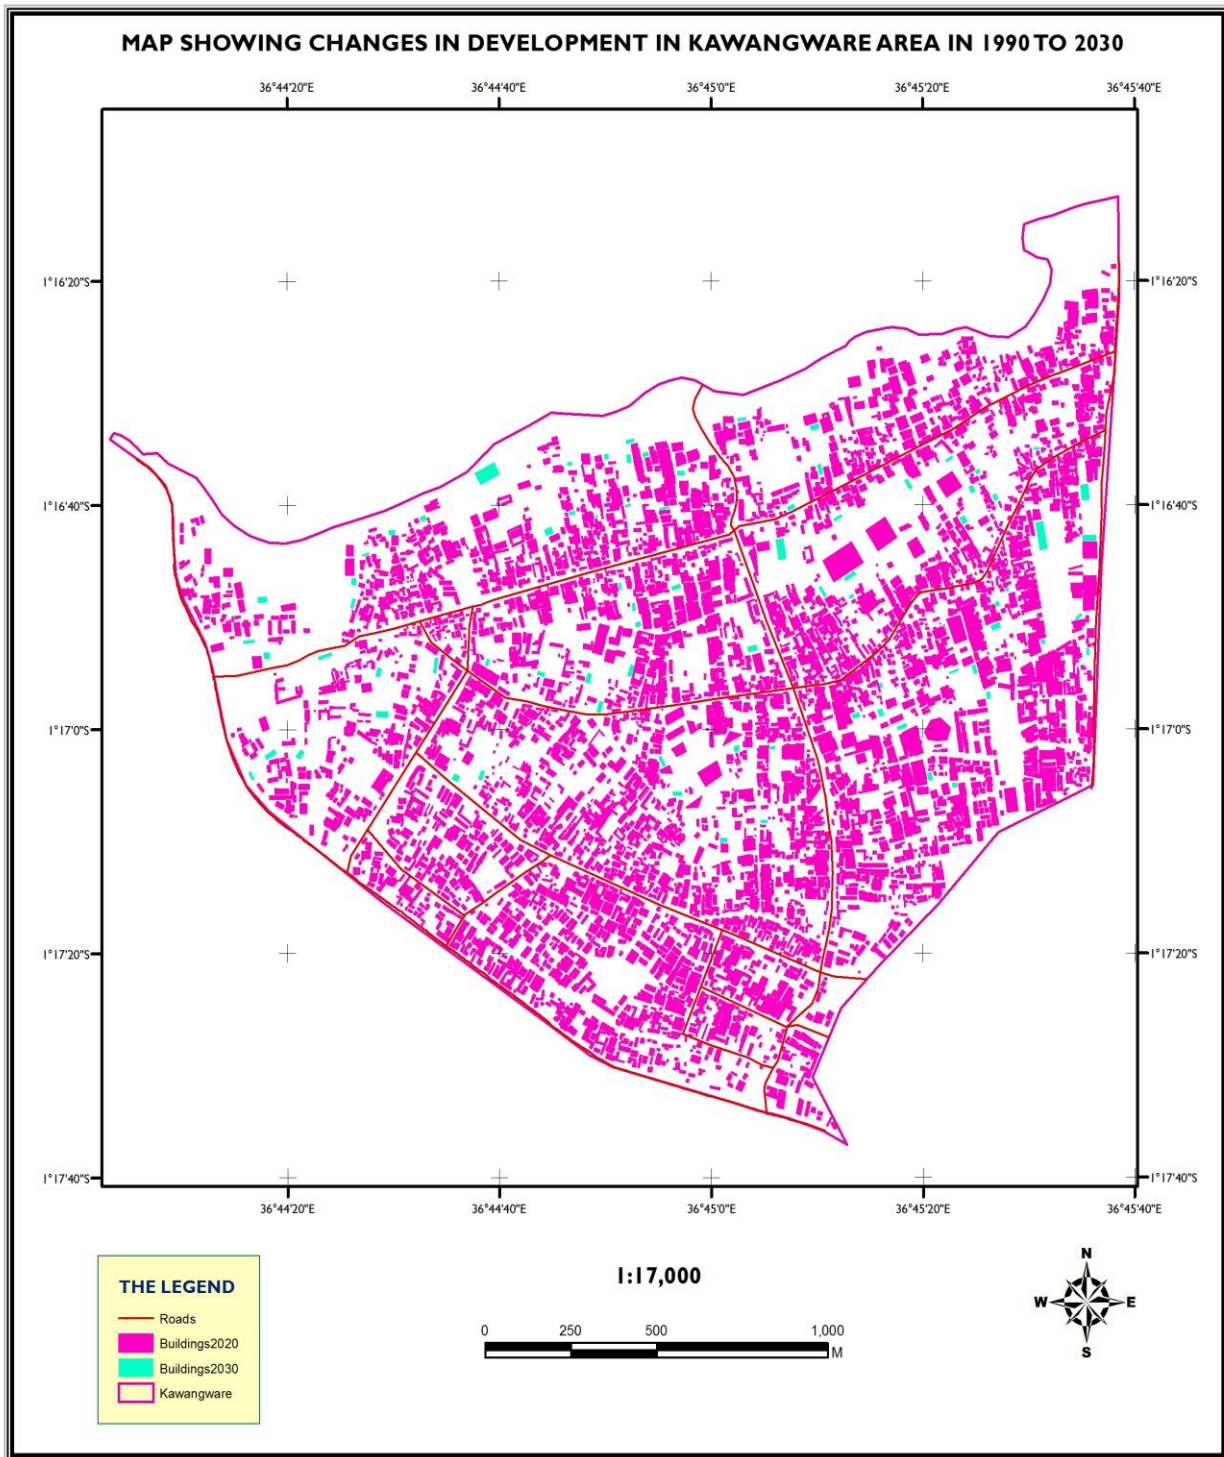 MAP SHOWING CHANGES IN DEVELOPMENT IN KAWANGWARE AREA IN 1990 TO 2030
36°44'20"E 36°44'40"E 36°45'0"E 36°45'20"E 36°45'40"E
1°16'20"S 1°16'20"S
1°16'40"S 1°16'40"S
1°17'0"S 1°17'0"S
1°17'20"S 1°17'20"S
1°17'40"S 1°17'40"S
36°44'20"E 36°44'40"E 36°45'0"E 36°45'20"E 36°45'40"E
THE LEGEND
Roads
Buildings2020
Buildings2030
Kawangware
1:17,000
0 250 500 1,000
M
N
W E
S